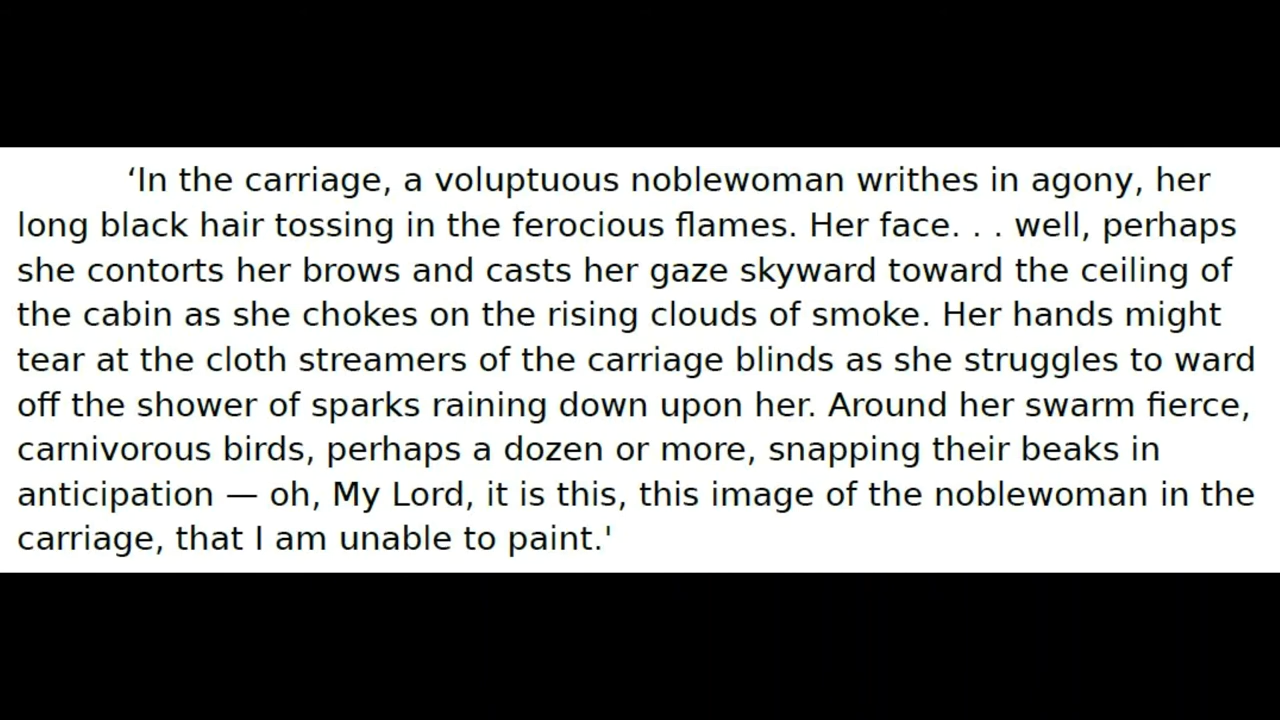 ‘In the carriage, a voluptuous noblewoman writhes in agony, her
long black hair tossing in the ferocious flames. Her face. . . well, perhaps
she contorts her brows and casts her gaze skyward toward the ceiling of
the cabin as she chokes on the rising clouds of smoke. Her hands might
tear at the cloth streamers of the carriage blinds as she struggles to ward
off the shower of sparks raining down upon her. Around her swarm fierce,
carnivorous birds, perhaps a dozen or more, snapping their beaks in
anticipation — oh, My Lord, it is this, this image of the noblewoman in the
carriage, that I am unable to paint.'